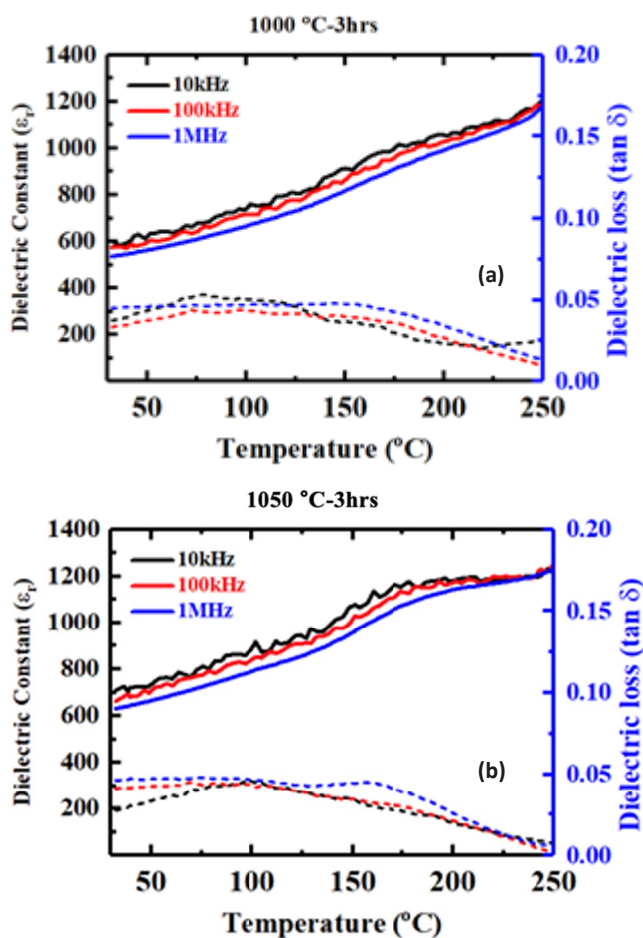 1000 °C-3hrs
1400
1200
1000
800
600
400
200
Dielectric Constant (εr)
10kHz
100kHz
1MHz
(a)
0.20
0.15
0.10
0.05
0.00
Dielectric loss (tan δ)
50 100 150 200 250
Temperature (°C)
1050 °C-3hrs
1400
1200
1000
800
600
400
200
Dielectric Constant (εr)
10kHz
100kHz
1MHz
(b)
0.20
0.15
0.10
0.05
0.00
Dielectric loss (tan δ)
50 100 150 200 250
Temperature (°C)